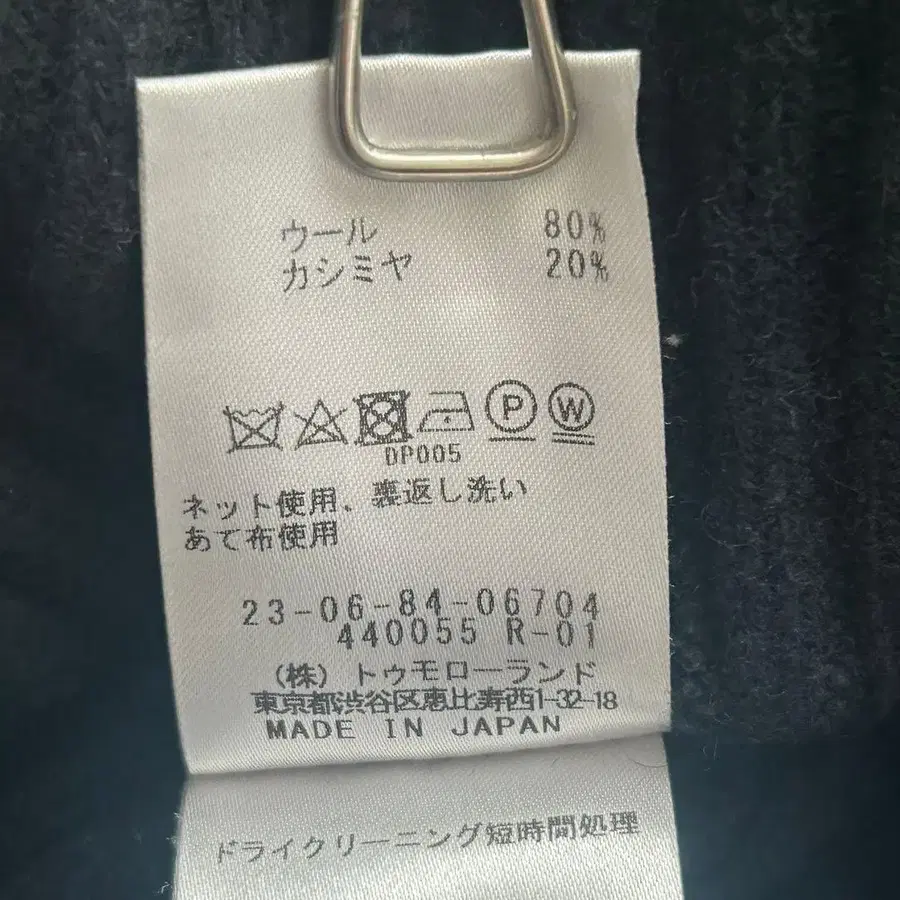 ウール 80%
カシミヤ 20%
P W
DP005
ネット使用、裏返し洗い
あて布使用
23-06-84-06704
440055 R-01
(株) トゥモローランド
東京都渋谷区恵比寿西1-32-18
MADE IN JAPAN
ドライクリーニング短時間処理